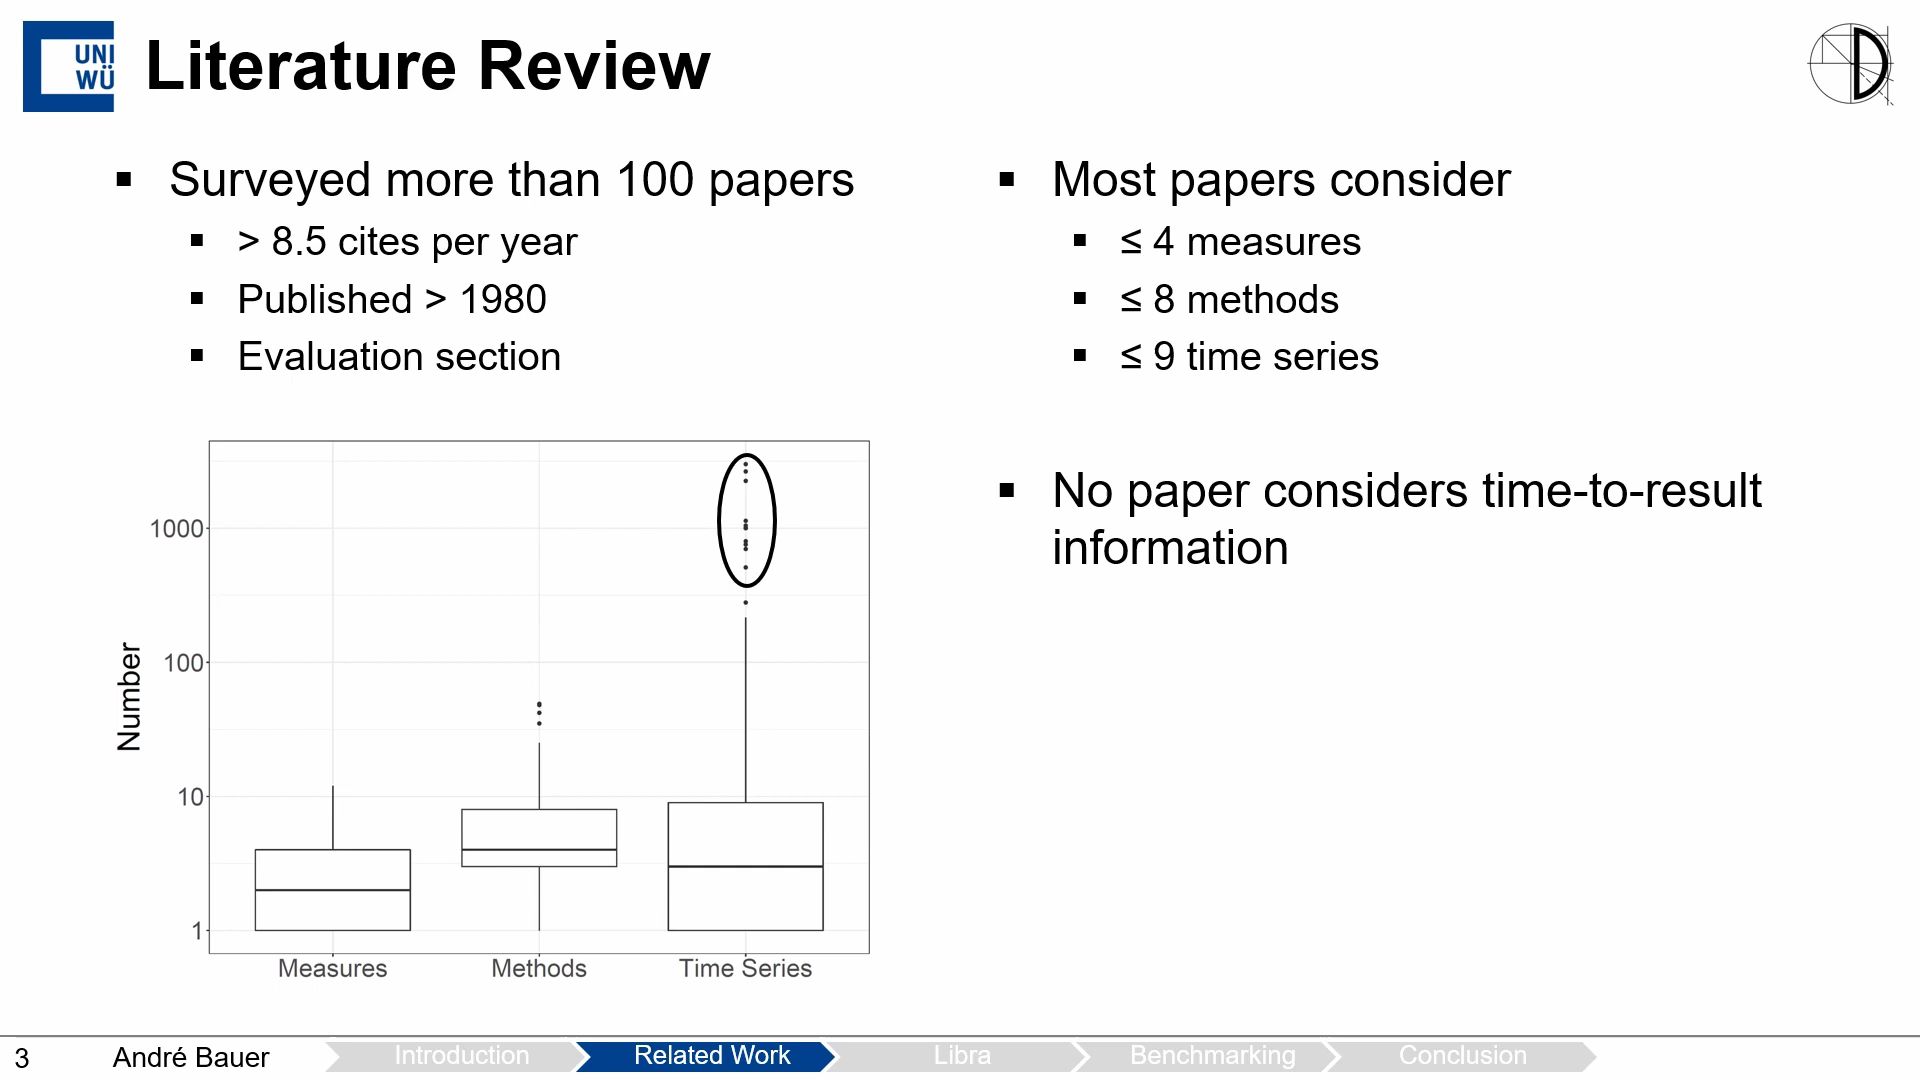 UNI
WÜ
Literature Review
▪ Surveyed more than 100 papers
▪ > 8.5 cites per year
▪ Published > 1980
▪ Evaluation section
▪ Most papers consider
▪ ≤ 4 measures
▪ ≤ 8 methods
▪ ≤ 9 time series
▪ No paper considers time-to-result
information
Number
1000
100
10
1
Measures Methods Time Series
3 André Bauer Introduction Related Work Libra Benchmarking Conclusion